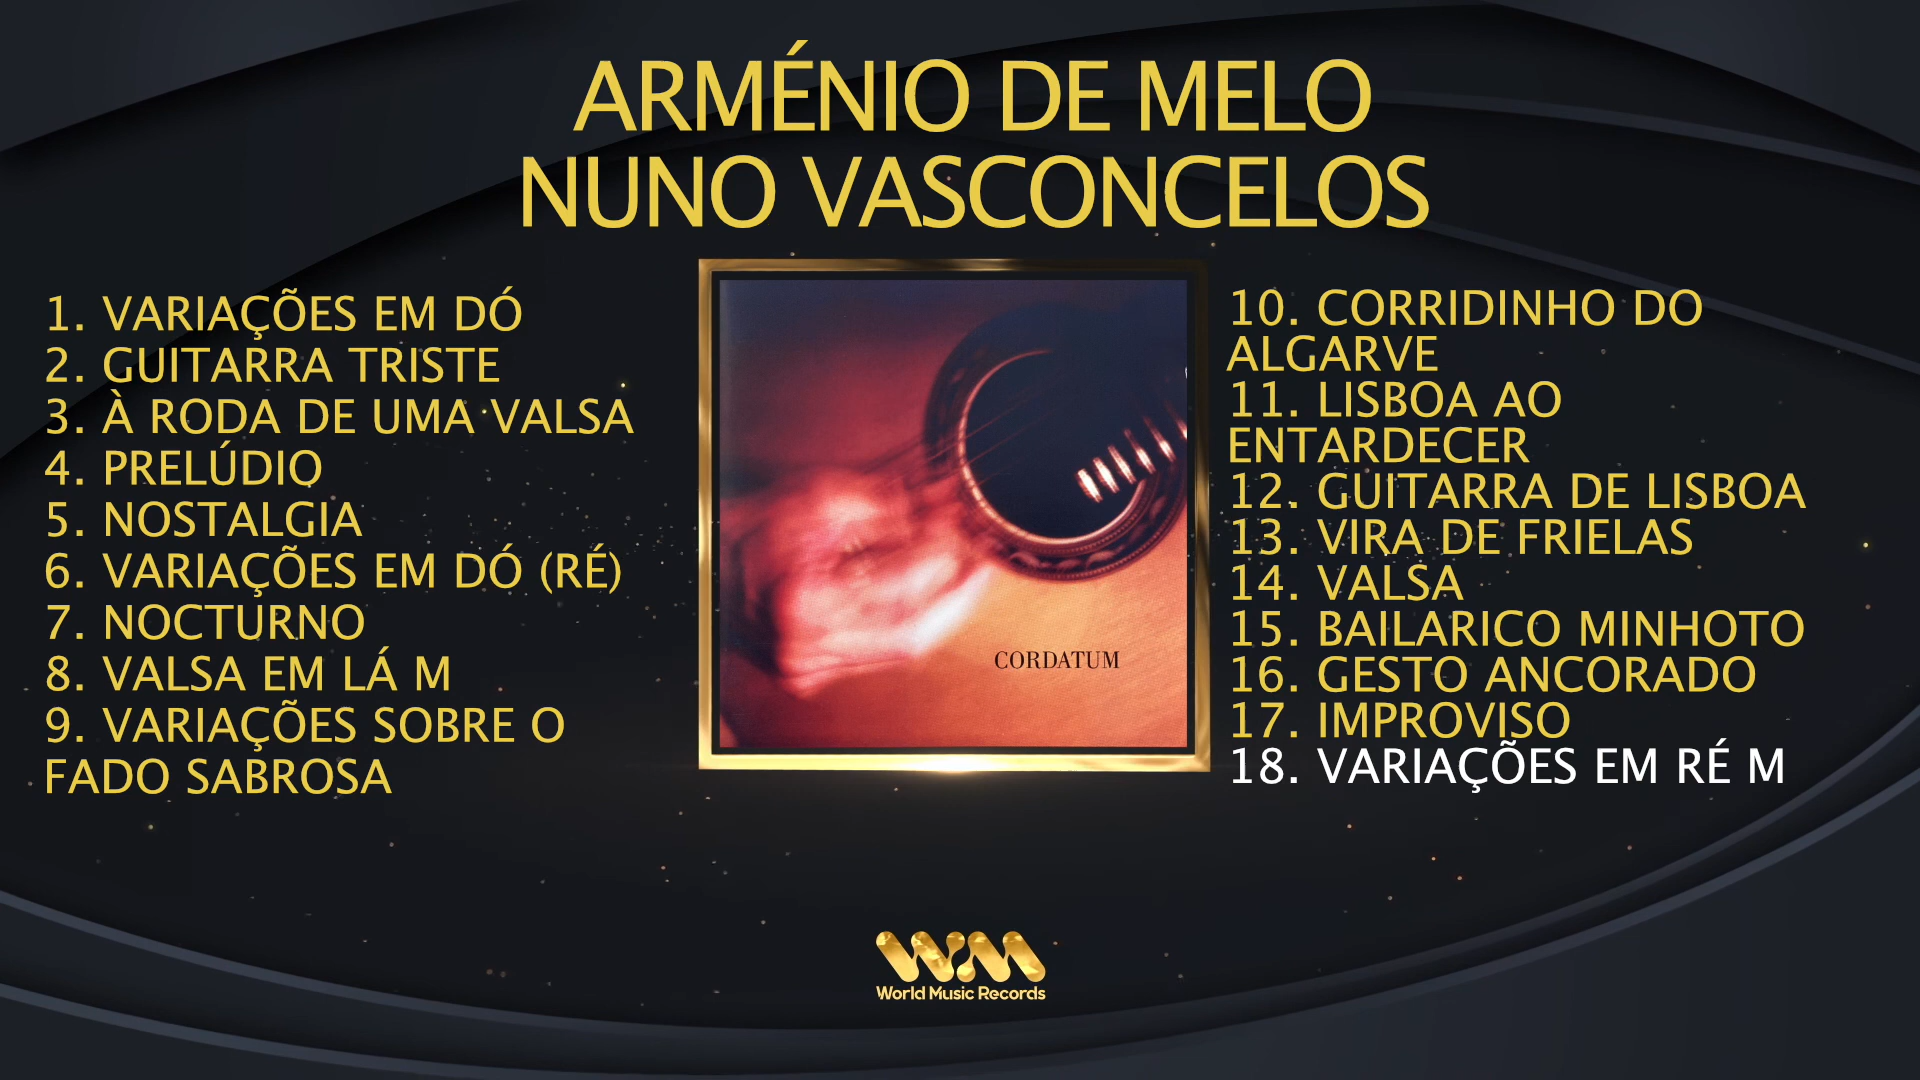 ARMÉNIO DE MELO
NUNO VASCONCELOS
1. VARIAÇÕES EM DÓ
2. GUITARRA TRISTE
3. À RODA DE UMA VALSA
4. PRELÚDIO
5. NOSTALGIA
6. VARIAÇÕES EM DÓ (RÉ)
7. NOCTURNO
8. VALSA EM LÁ M
9. VARIAÇÕES SOBRE O
FADO SABROSA
CORDATUM
10. CORRIDINHO DO
ALGARVE
11. LISBOA AO
ENTARDECER
12. GUITARRA DE LISBOA
13. VIRA DE FRIELAS
14. VALSA
15. BAILARICO MINHOTO
16. GESTO ANCORADO
17. IMPROVISO
18. VARIAÇÕES EM RÉ M
WM
World Music Records